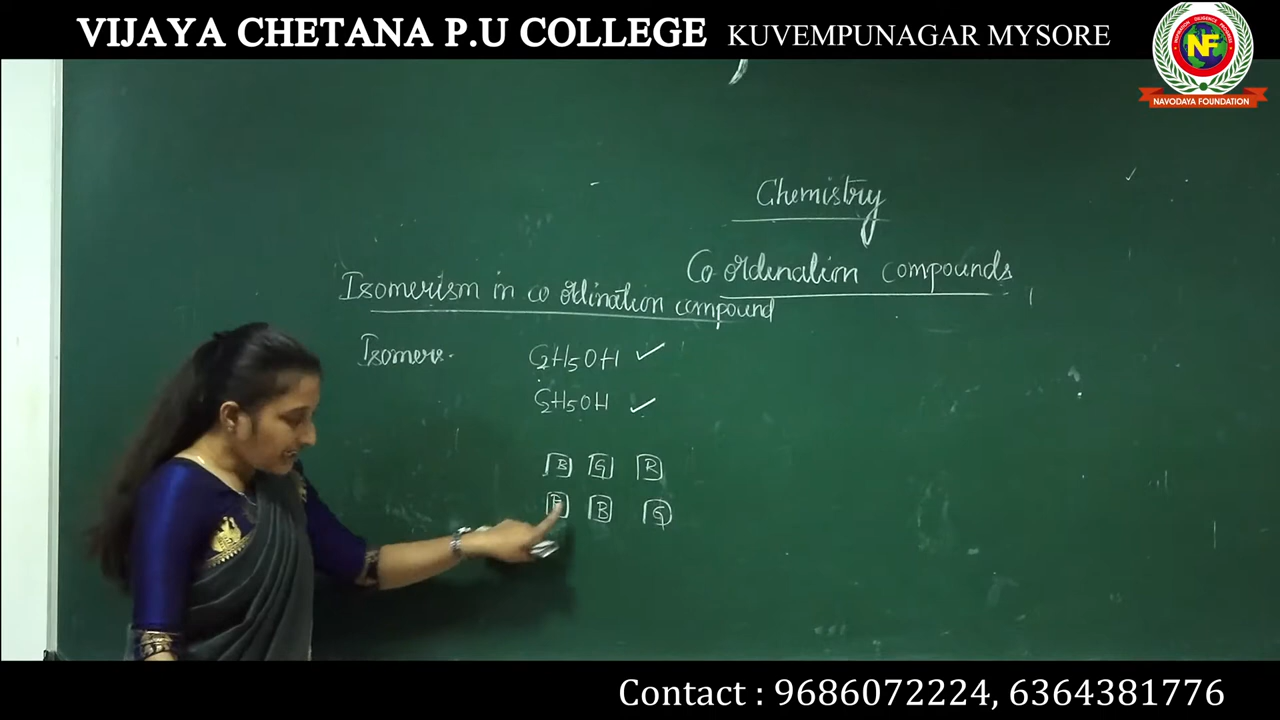 VIJAYA CHETANA P.U COLLEGE KUVEMPUNAGAR MYSORE
NF
NAVODAYA FOUNDATION
Chemistry
Co ordination compounds
Isomerism in co ordination compound
Isomers.
C2H5OH ✓
C2H5OH ✓
B G R
B G
Contact : 9686072224, 6364381776